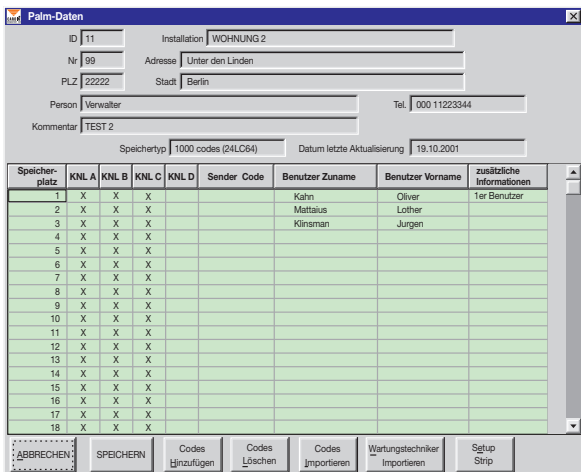 Palm-Daten
ID 11 Installation WOHNUNG 2
Nr 99 Adresse Unter den Linden
PLZ 22222 Stadt Berlin
Person Verwalter Tel. 000 11223344
Kommentar TEST 2
Speichertyp 1000 codes (24LC64) Datum letzte Aktualisierung 19.10.2001
Speicher-platz KNL A KNL B KNL C KNL D Sender Code Benutzer Zuname Benutzer Vorname zusätzliche Informationen
1 X X X Kahn Oliver 1er Benutzer
2 X X X Mattaius Lother
3 X X X Klinsman Jurgen
4 X X X
5 X X X
6 X X X
7 X X X
8 X X X
9 X X X
10 X X X
11 X X X
12 X X X
13 X X X
14 X X X
15 X X X
16 X X X
17 X X X
18 X X X
ABBRECHEN SPEICHERN Codes Hinzufügen Codes Löschen Codes Importieren Wartungstechniker Importieren Setup Strip